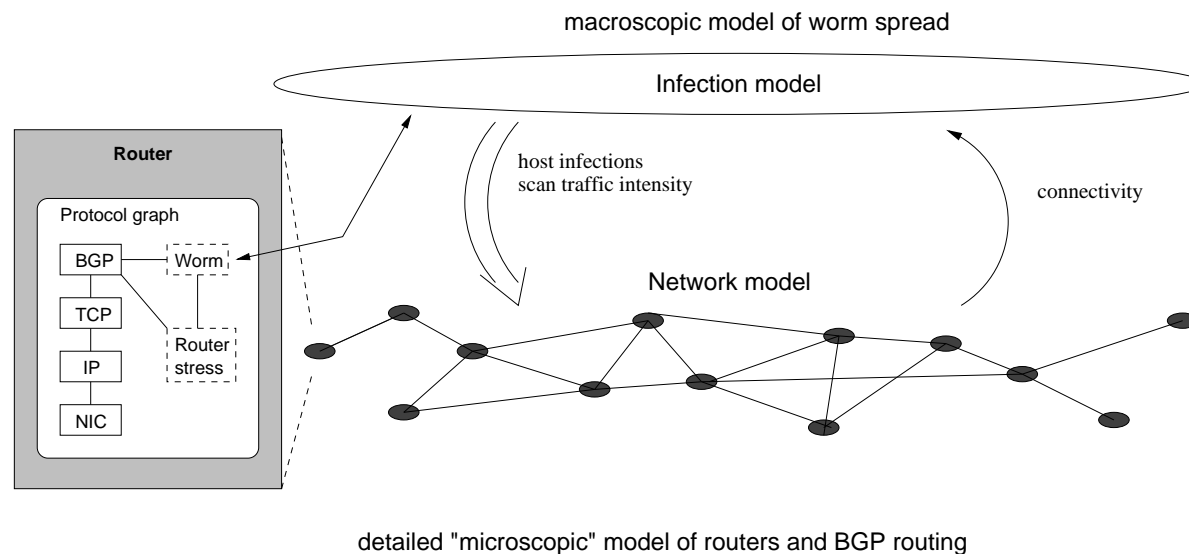 macroscopic model of worm spread
Infection model
Router
host infections
scan traffic intensity
connectivity
Protocol graph
BGP
Worm
TCP
Router
stress
IP
NIC
Network model
detailed "microscopic" model of routers and BGP routing